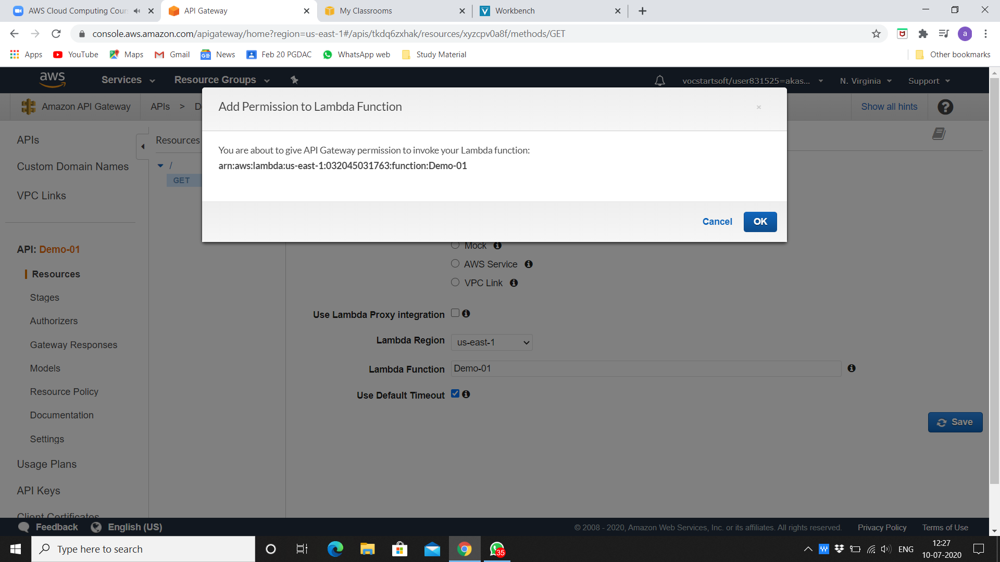 AWS Cloud Computing Cour
API Gateway
My Classrooms
Workbench
console.aws.amazon.com/apigateway/home?region=us-east-1#/apis/tkdq6zxhak/resources/xyzcpv0a8f/methods/GET
a
Apps
YouTube
Maps
Gmail
News
Feb 20 PGDAC
WhatsApp web
Study Material
Other bookmarks
aws
Services
Resource Groups
vocstartsoft/user831525=akas...
N. Virginia
Support
Amazon API Gateway
APIs > D
Show all hints
?
Add Permission to Lambda Function
×
You are about to give API Gateway permission to invoke your Lambda function:
arn:aws:lambda:us-east-1:032045031763:function:Demo-01
Cancel
OK
APIs
Custom Domain Names
VPC Links
API: Demo-01
Resources
Stages
Authorizers
Gateway Responses
Models
Resource Policy
Documentation
Settings
Usage Plans
API Keys
Client Certificates
Resources
/
GET
Mock
AWS Service
VPC Link
Use Lambda Proxy integration
Lambda Region
us-east-1
Lambda Function
Demo-01
Use Default Timeout
Save
Feedback
English (US)
© 2008 - 2020, Amazon Web Services, Inc. or its affiliates. All rights reserved.
Privacy Policy
Terms of Use
Type here to search
35
ENG
12:27
10-07-2020